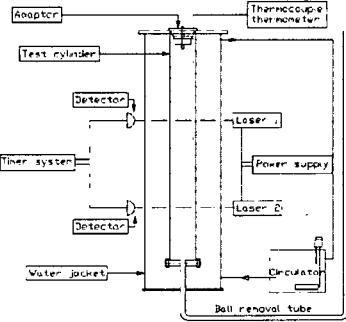 Adaptor
Thermocouple
thermometer
Test cylinder
Detector
Laser 1
Timer system
Power supply
Laser 2
Detector
Water jacket
Circulator
Ball removal tube